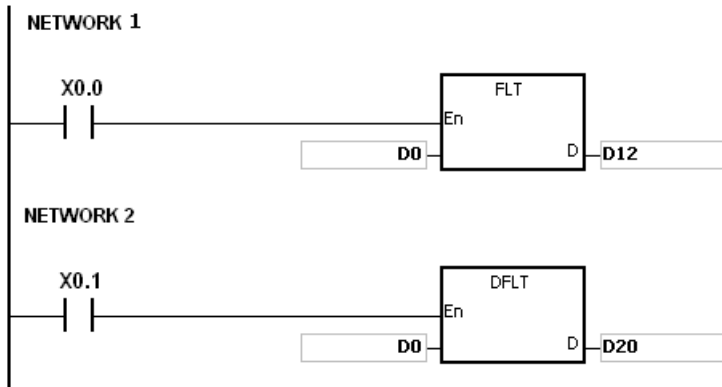 NETWORK 1
X0.0
FLT
En
D0 D D12
NETWORK 2
X0.1
DFLT
En
D0 D D20